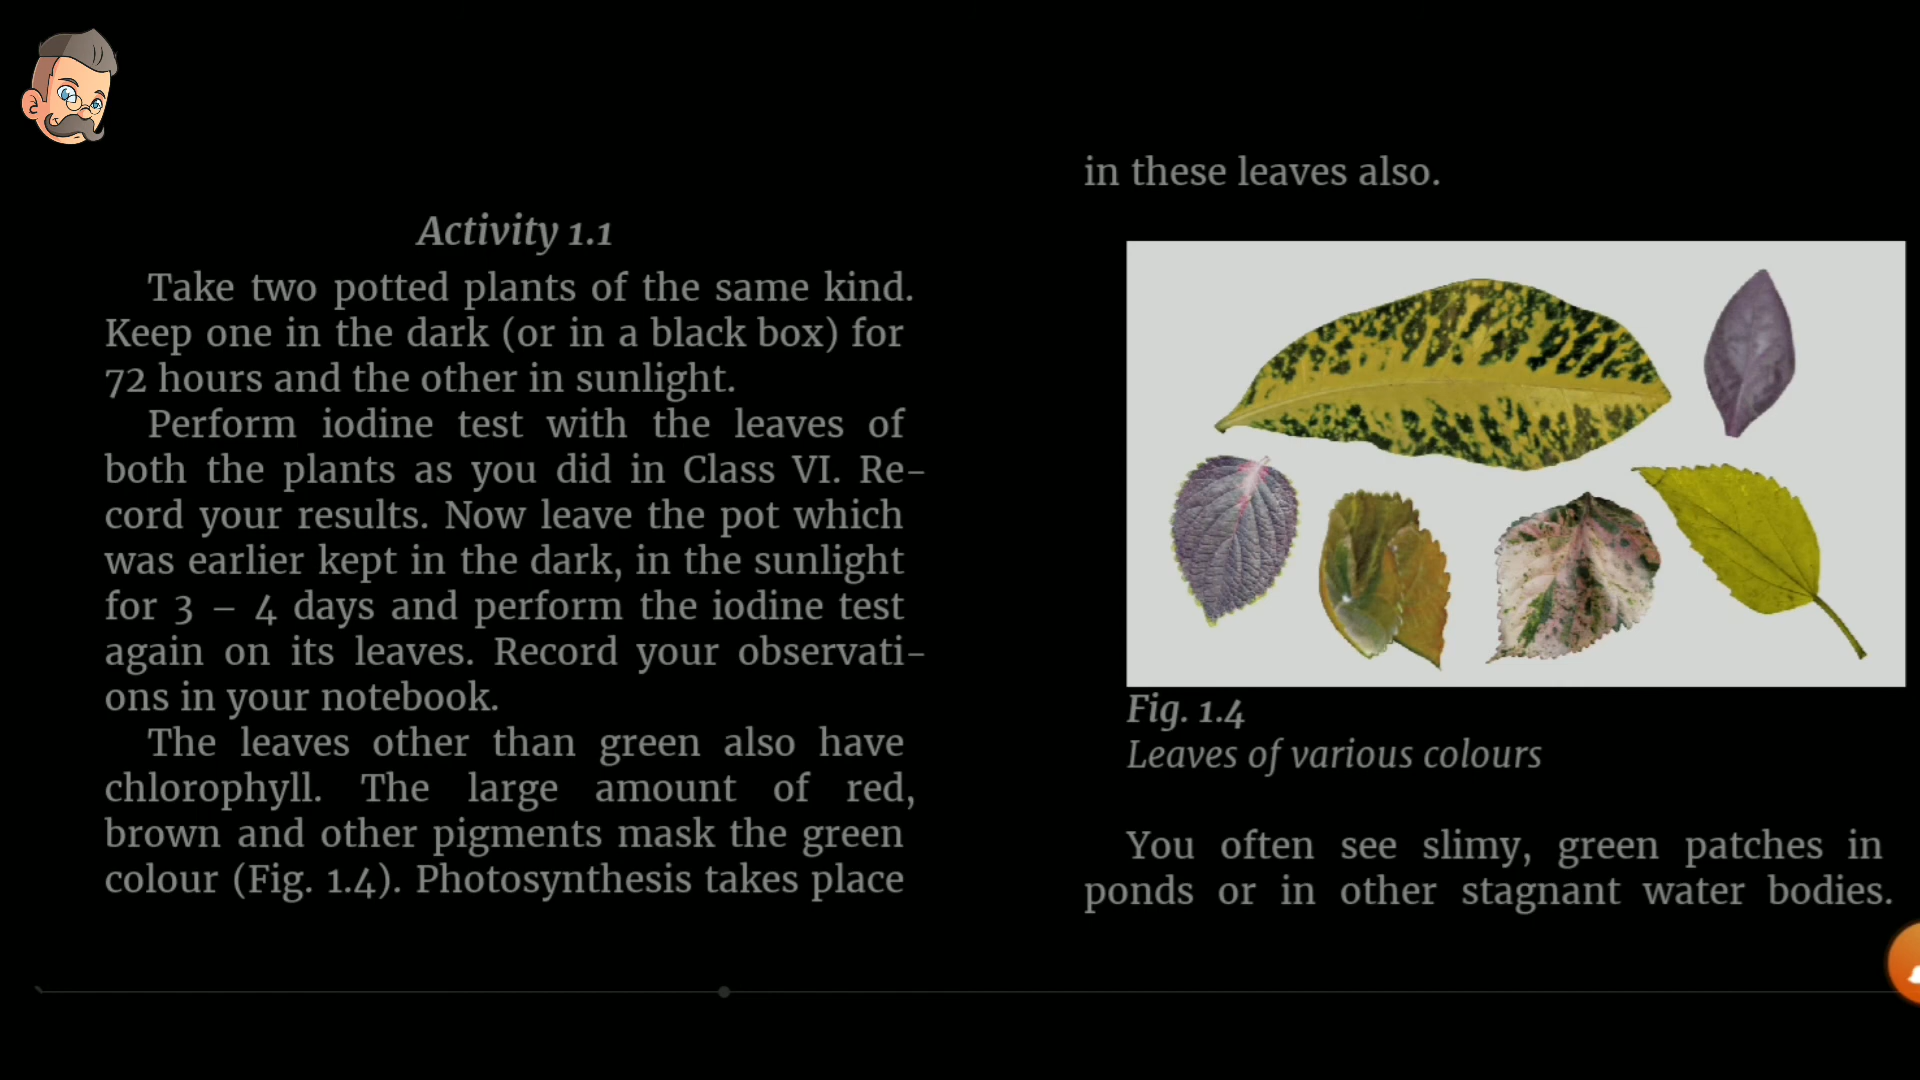 Activity 1.1
Take two potted plants of the same kind.
Keep one in the dark (or in a black box) for
72 hours and the other in sunlight.
Perform iodine test with the leaves of
both the plants as you did in Class VI. Re-
cord your results. Now leave the pot which
was earlier kept in the dark, in the sunlight
for 3 – 4 days and perform the iodine test
again on its leaves. Record your observati-
ons in your notebook.
The leaves other than green also have
chlorophyll. The large amount of red,
brown and other pigments mask the green
colour (Fig. 1.4). Photosynthesis takes place
in these leaves also.
Fig. 1.4
Leaves of various colours
You often see slimy, green patches in
ponds or in other stagnant water bodies.